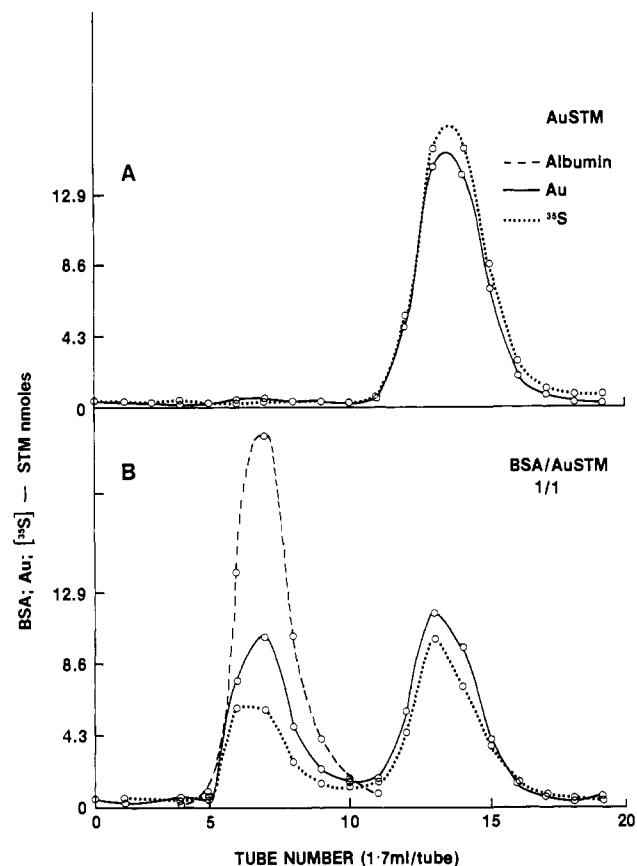 AuSTM
A
Albumin
Au
³⁵S
12.9
8.6
4.3
0
BSA; Au; [³⁵S] — STM nmoles
B
BSA/AuSTM
1/1
12.9
8.6
4.3
0
0 5 10 15 20
TUBE NUMBER (1·7ml/tube)